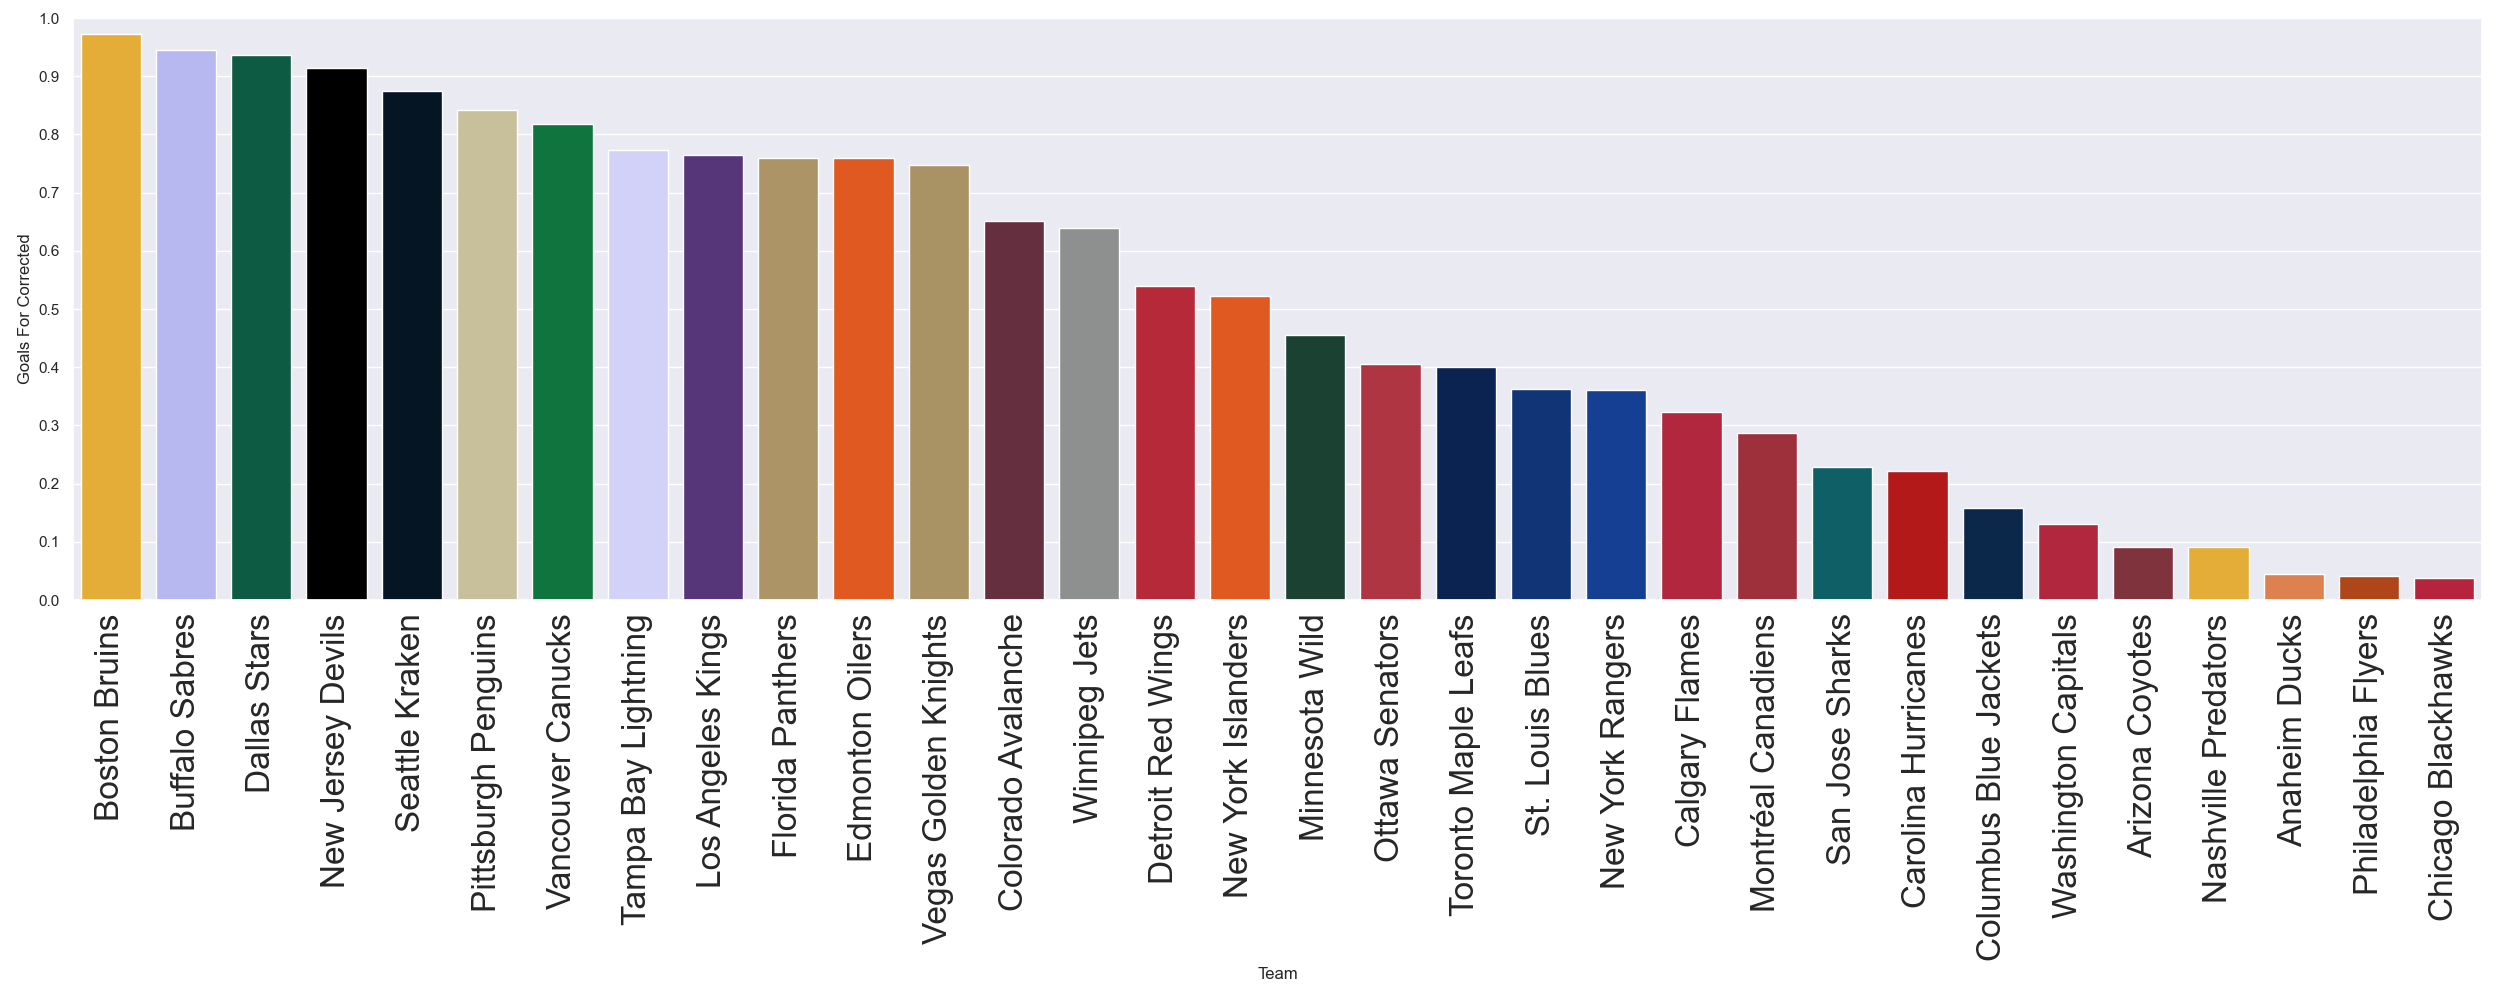 1.0
0.9
0.8
0.7
0.6
0.5
0.4
0.3
0.2
0.1
0.0
Goals For Corrected
Boston Bruins
Buffalo Sabres
Dallas Stars
New Jersey Devils
Seattle Kraken
Pittsburgh Penguins
Vancouver Canucks
Tampa Bay Lightning
Los Angeles Kings
Florida Panthers
Edmonton Oilers
Vegas Golden Knights
Colorado Avalanche
Winnipeg Jets
Detroit Red Wings
New York Islanders
Minnesota Wild
Ottawa Senators
Toronto Maple Leafs
St. Louis Blues
New York Rangers
Calgary Flames
Montréal Canadiens
San Jose Sharks
Carolina Hurricanes
Columbus Blue Jackets
Washington Capitals
Arizona Coyotes
Nashville Predators
Anaheim Ducks
Philadelphia Flyers
Chicago Blackhawks
Team